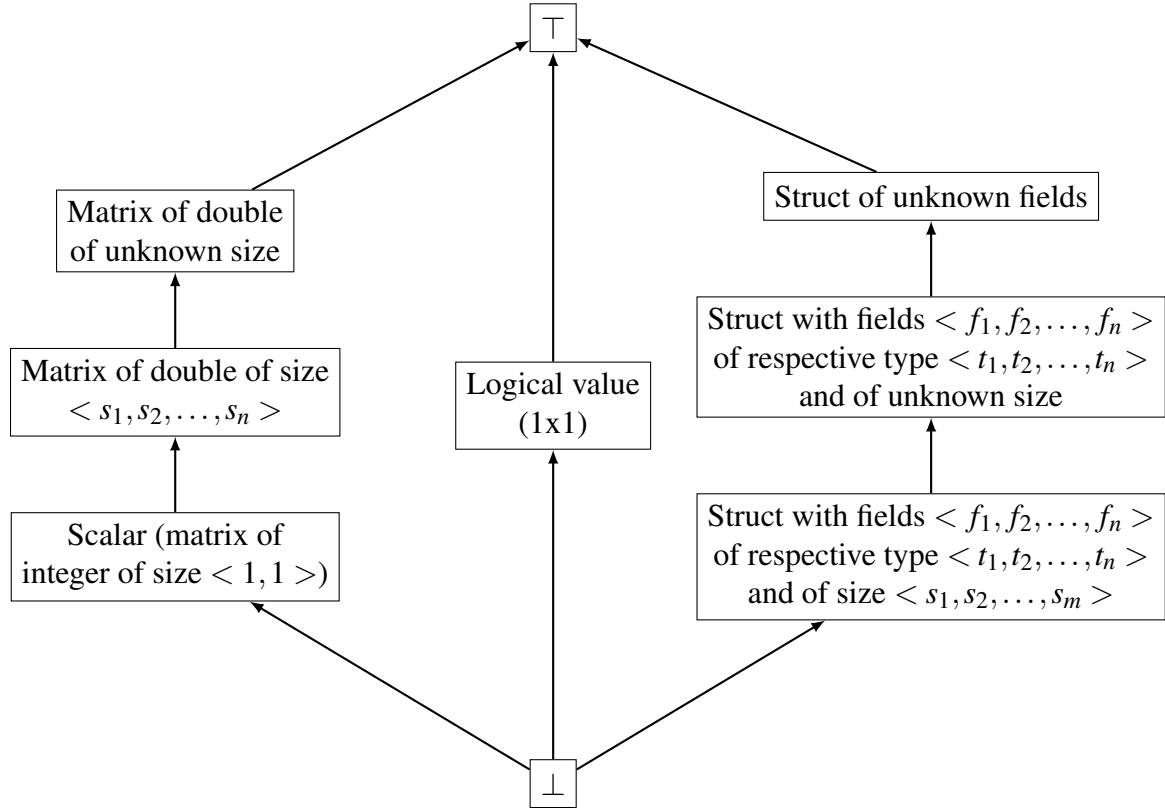 ⊤
Matrix of double
of unknown size
Struct of unknown fields
Matrix of double of size
< s₁, s₂, ..., sₙ >
Logical value
(1x1)
Struct with fields < f₁, f₂, ..., fₙ >
of respective type < t₁, t₂, ..., tₙ >
and of unknown size
Scalar (matrix of
integer of size < 1, 1 >)
Struct with fields < f₁, f₂, ..., fₙ >
of respective type < t₁, t₂, ..., tₙ >
and of size < s₁, s₂, ..., sₘ >
⊥